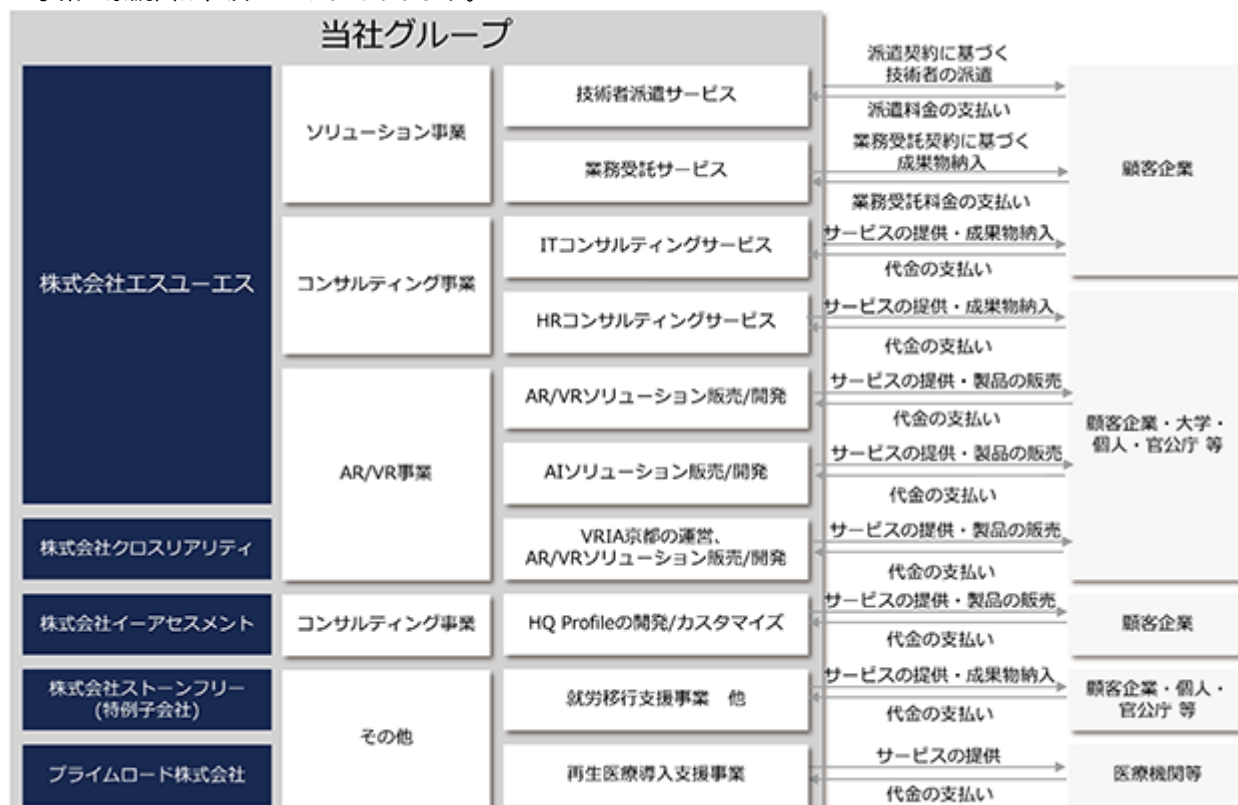 当社グループ
株式会社エスユーエス
ソリューション事業
技術者派遣サービス
派遣契約に基づく
技術者の派遣
派遣料金の支払い
業務受託サービス
業務受託契約に基づく
成果物納入
業務受託料金の支払い
顧客企業
コンサルティング事業
ITコンサルティングサービス
サービスの提供・成果物納入
代金の支払い
HRコンサルティングサービス
サービスの提供・成果物納入
代金の支払い
AR/VR事業
AR/VRソリューション販売/開発
サービスの提供・製品の販売
代金の支払い
顧客企業・大学・
個人・官公庁 等
AIソリューション販売/開発
サービスの提供・製品の販売
代金の支払い
株式会社クロスリアリティ
VRIA京都の運営、
AR/VRソリューション販売/開発
サービスの提供・製品の販売
代金の支払い
株式会社イーアセスメント
コンサルティング事業
HQ Profileの開発/カスタマイズ
サービスの提供・製品の販売
代金の支払い
顧客企業
株式会社ストーンフリー
(特例子会社)
その他
就労移行支援事業 他
サービスの提供・成果物納入
代金の支払い
顧客企業・個人・
官公庁 等
プライムロード株式会社
再生医療導入支援事業
サービスの提供
代金の支払い
医療機関等